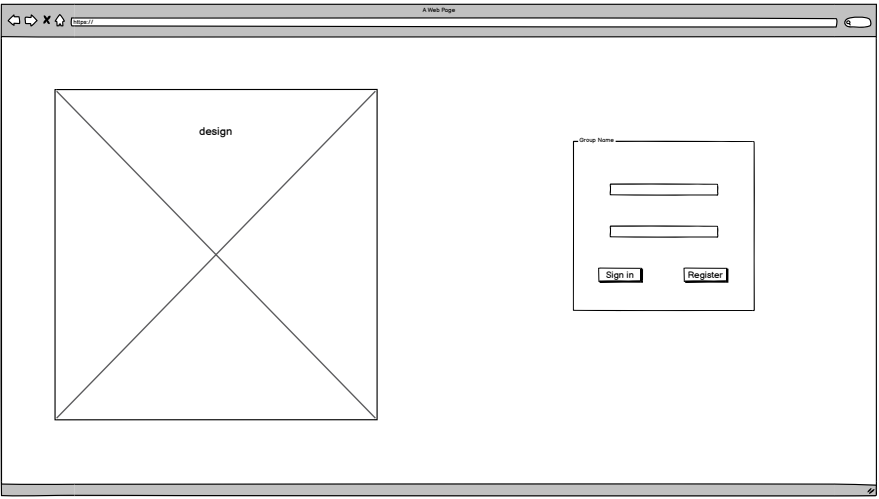 A Web Page
https://
design
Group Name
Sign in
Register